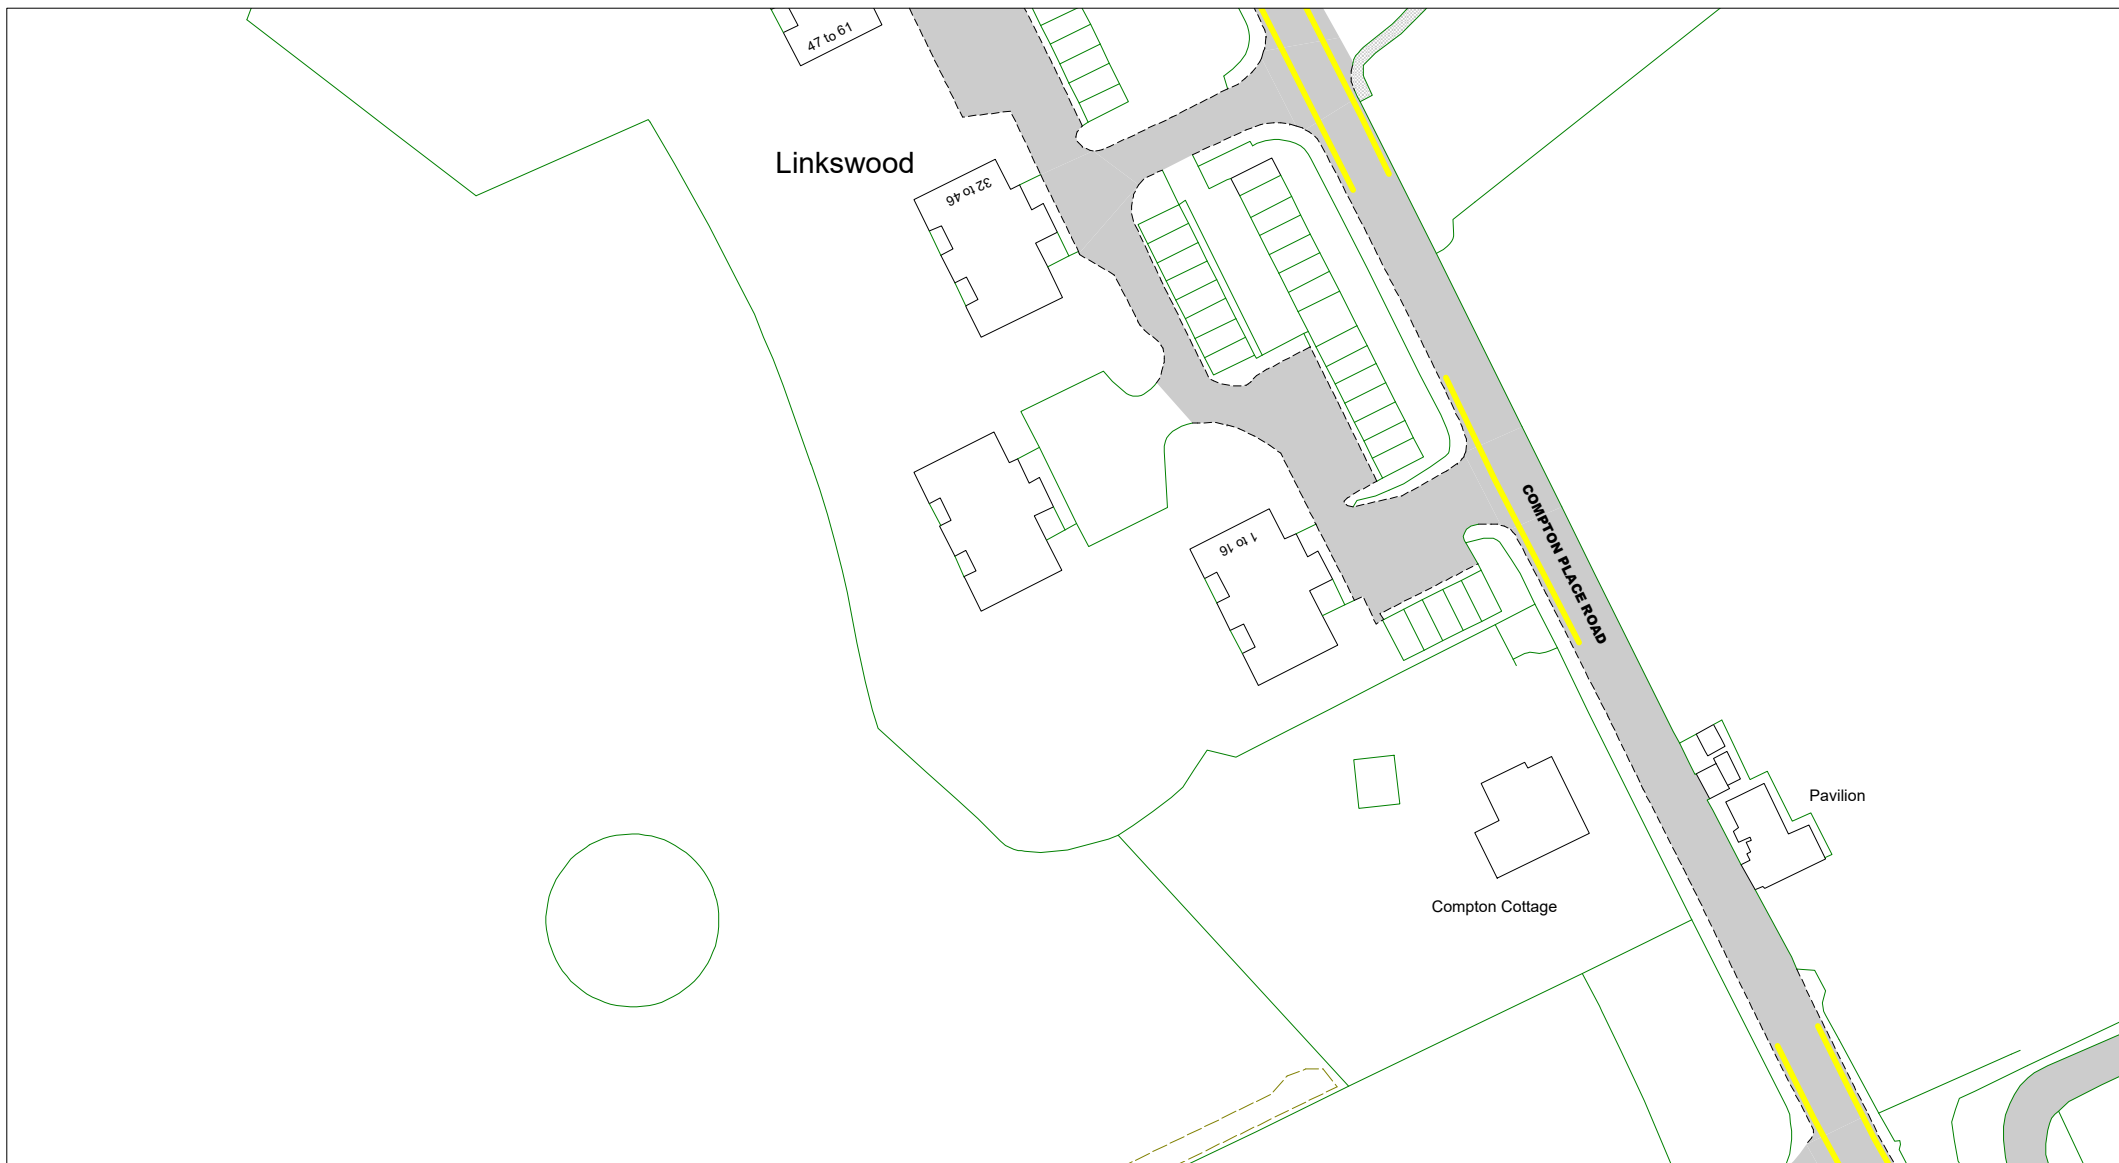 47 to 61
Linkswood
32 to 46
1 to 16
COMPTON PLACE ROAD
Pavilion
Compton Cottage